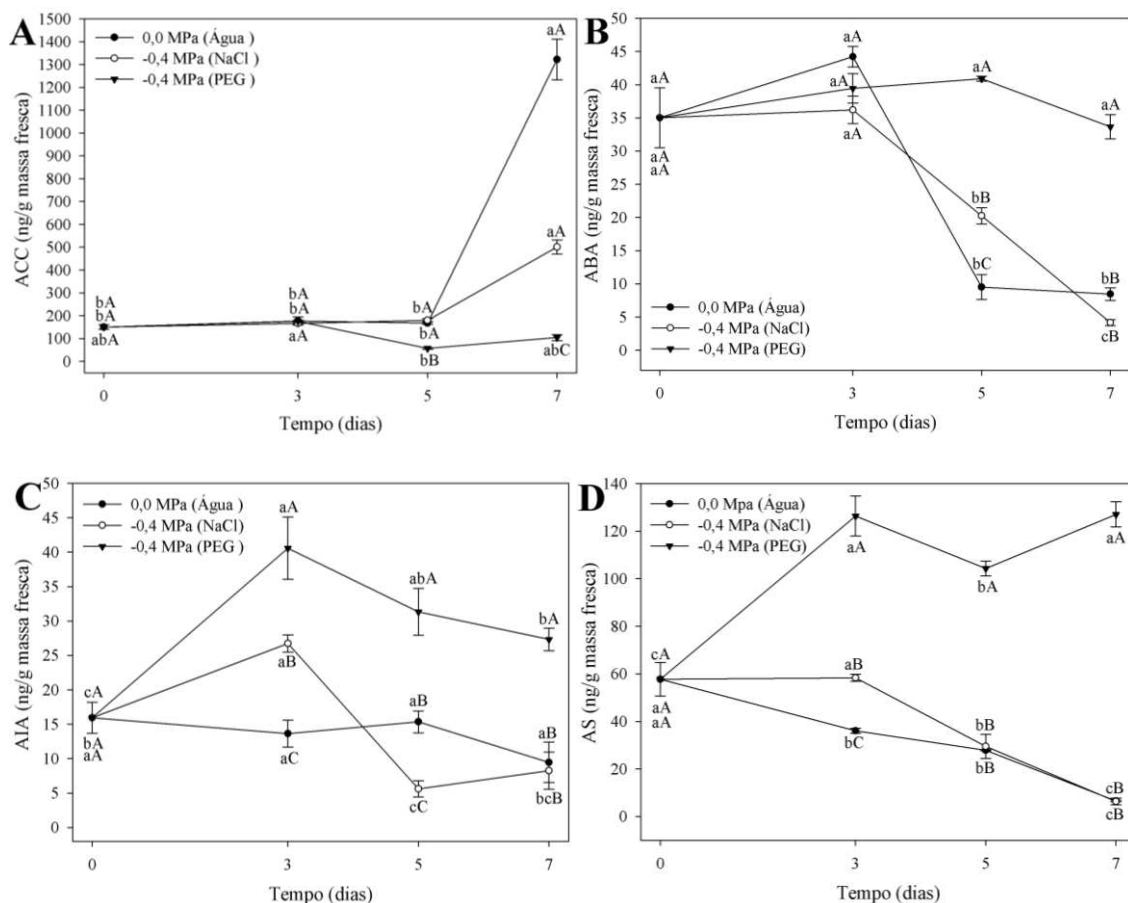 A
0,0 MPa (Água )
-0,4 MPa (NaCl )
-0,4 MPa (PEG )
ACC (ng/g massa fresca)
1500
1400
1300
1200
1100
1000
900
800
700
600
500
400
300
200
100
0
aA
aA
bA
bA
bA
bA
bA
abA
aA
bA
bB
abC
0 3 5 7
Tempo (dias)
B
ABA (ng/g massa fresca)
50
45
40
35
30
25
20
15
10
5
0
aA
aA
aA
aA
aA
aA
aA
aA
bB
bC
bB
cB
0,0 MPa (Água)
-0,4 MPa (NaCl)
-0,4 MPa (PEG)
0 3 5 7
Tempo (dias)
C
0,0 MPa (Água)
-0,4 MPa (NaCl)
-0,4 MPa (PEG )
AIA (ng/g massa fresca)
50
45
40
35
30
25
20
15
10
5
0
aA
abA
bA
cA
aB
aB
aB
bA
aA
aC
cC
bcB
0 3 5 7
Tempo (dias)
D
0,0 Mpa (Água)
-0,4 MPa (NaCl)
-0,4 MPa (PEG)
AS (ng/g massa fresca)
140
120
100
80
60
40
20
0
aA
aA
bA
cA
aB
aA
aA
bC
bB
bB
cB
cB
0 3 5 7
Tempo (dias)